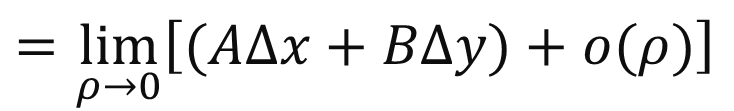 = lim_{ρ→0}[(AΔx + BΔy) + o(ρ)]